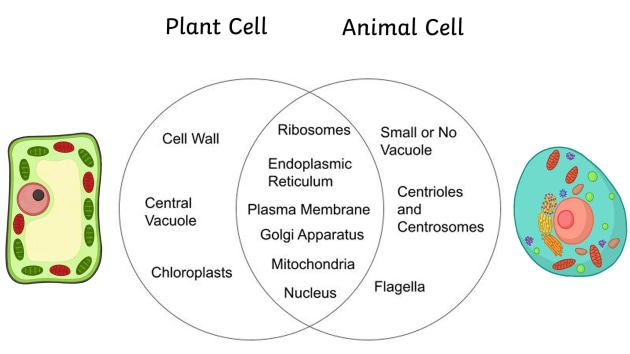 Plant Cell
Animal Cell
Cell Wall
Central
Vacuole
Chloroplasts
Ribosomes
Endoplasmic
Reticulum
Plasma Membrane
Golgi Apparatus
Mitochondria
Nucleus
Small or No
Vacuole
Centrioles
and
Centrosomes
Flagella